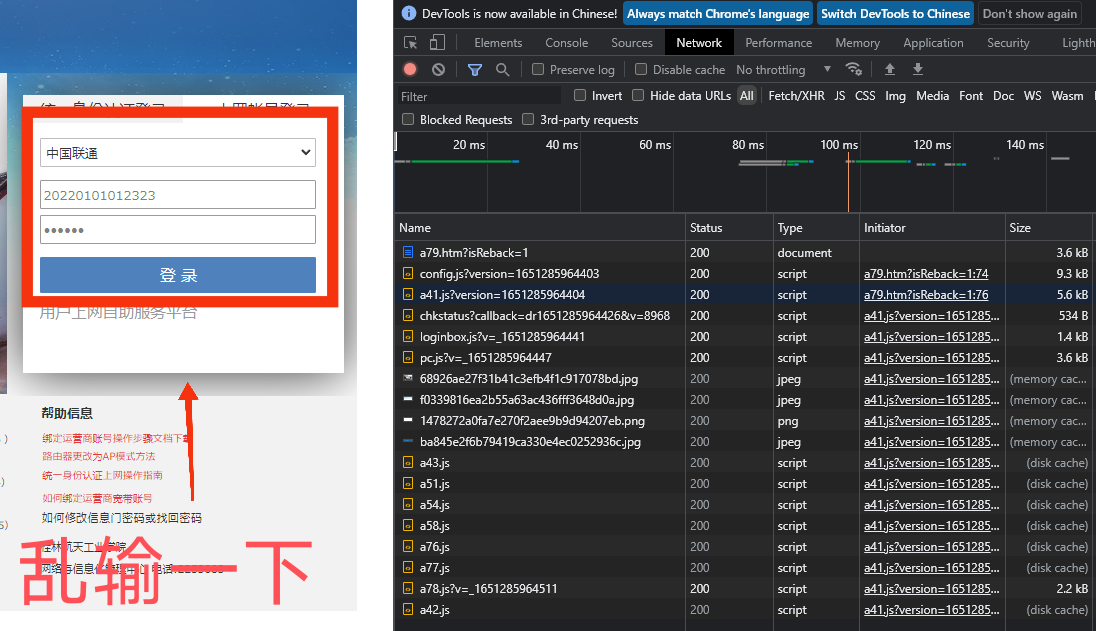 统一身份认证登录 上网帐号登录
中国联通
20220101012323
••••••
登 录
用户上网自助服务平台
帮助信息
绑定运营商账号操作步骤文档下载
路由器更改为AP模式方法
统一身份认证上网操作指南
如何绑定运营商宽带账号
如何修改信息门密码或找回密码
桂林航天工业学院
乱输一下
DevTools is now available in Chinese! Always match Chrome's language Switch DevTools to Chinese Don't show again
Elements Console Sources Network Performance Memory Application Security Lighth
Preserve log Disable cache No throttling
Filter Invert Hide data URLs All Fetch/XHR JS CSS Img Media Font Doc WS Wasm
Blocked Requests 3rd-party requests
20 ms 40 ms 60 ms 80 ms 100 ms 120 ms 140 ms
Name Status Type Initiator Size
a79.htm?isReback=1 200 document 3.6 kB
config.js?version=1651285964403 200 script a79.htm?isReback=1:74 9.3 kB
a41.js?version=1651285964404 200 script a79.htm?isReback=1:76 5.6 kB
chkstatus?callback=dr1651285964426&v=8968 200 script a41.js?version=1651285... 534 B
loginbox.js?v=_1651285964441 200 script a41.js?version=1651285... 1.4 kB
pc.js?v=_1651285964447 200 script a41.js?version=1651285... 3.6 kB
68926ae27f31b41c3efb4f1c917078bd.jpg 200 jpeg a41.js?version=1651285... (memory cac...
f0339816ea2b55a63ac436fff3648d0a.jpg 200 jpeg a41.js?version=1651285... (memory cac...
1478272a0fa7e270f2aee9b9d94207eb.png 200 png a41.js?version=1651285... (memory cac...
ba845e2f6b79419ca330e4ec0252936c.jpg 200 jpeg a41.js?version=1651285... (memory cac...
a43.js 200 script a41.js?version=1651285... (disk cache)
a51.js 200 script a41.js?version=1651285... (disk cache)
a54.js 200 script a41.js?version=1651285... (disk cache)
a58.js 200 script a41.js?version=1651285... (disk cache)
a76.js 200 script a41.js?version=1651285... (disk cache)
a77.js 200 script a41.js?version=1651285... (disk cache)
a78.js?v=_1651285964511 200 script a41.js?version=1651285... 2.2 kB
a42.js 200 script a41.js?version=1651285... (disk cache)